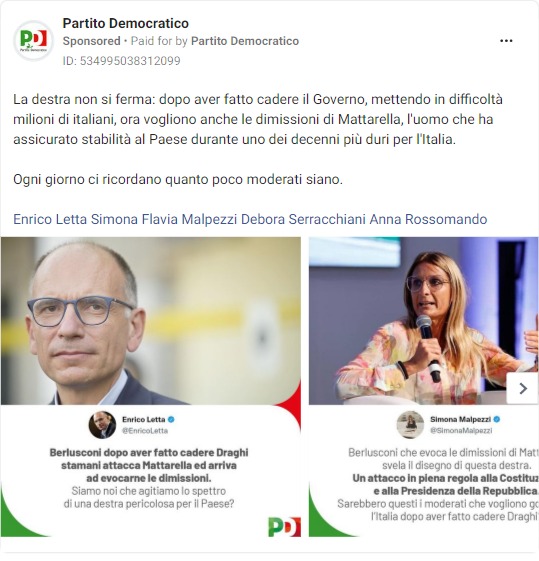 Partito Democratico
Sponsored • Paid for by Partito Democratico
ID: 534995038312099
La destra non si ferma: dopo aver fatto cadere il Governo, mettendo in difficoltà
milioni di italiani, ora vogliono anche le dimissioni di Mattarella, l'uomo che ha
assicurato stabilità al Paese durante uno dei decenni più duri per l'Italia.
Ogni giorno ci ricordano quanto poco moderati siano.
Enrico Letta Simona Flavia Malpezzi Debora Serracchiani Anna Rossomando
Enrico Letta
@EnricoLetta
Berlusconi dopo aver fatto cadere Draghi
stamani attacca Mattarella ed arriva
ad evocarne le dimissioni.
Siamo noi che agitiamo lo spettro
di una destra pericolosa per il Paese?
PD
Simona Malpezzi
@SimonaMalpezzi
Berlusconi che evoca le dimissioni di Matt
svela il disegno di questa destra.
Un attacco in piena regola alla Costituz
e alla Presidenza della Repubblica.
Sarebbero questi i moderati che vogliono go
l'Italia dopo aver fatto cadere Draghi